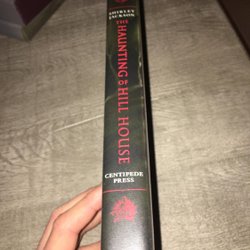 SHIRLEY
JACKSON
THE HAUNTING OF HILL HOUSE
CENTIPEDE
PRESS